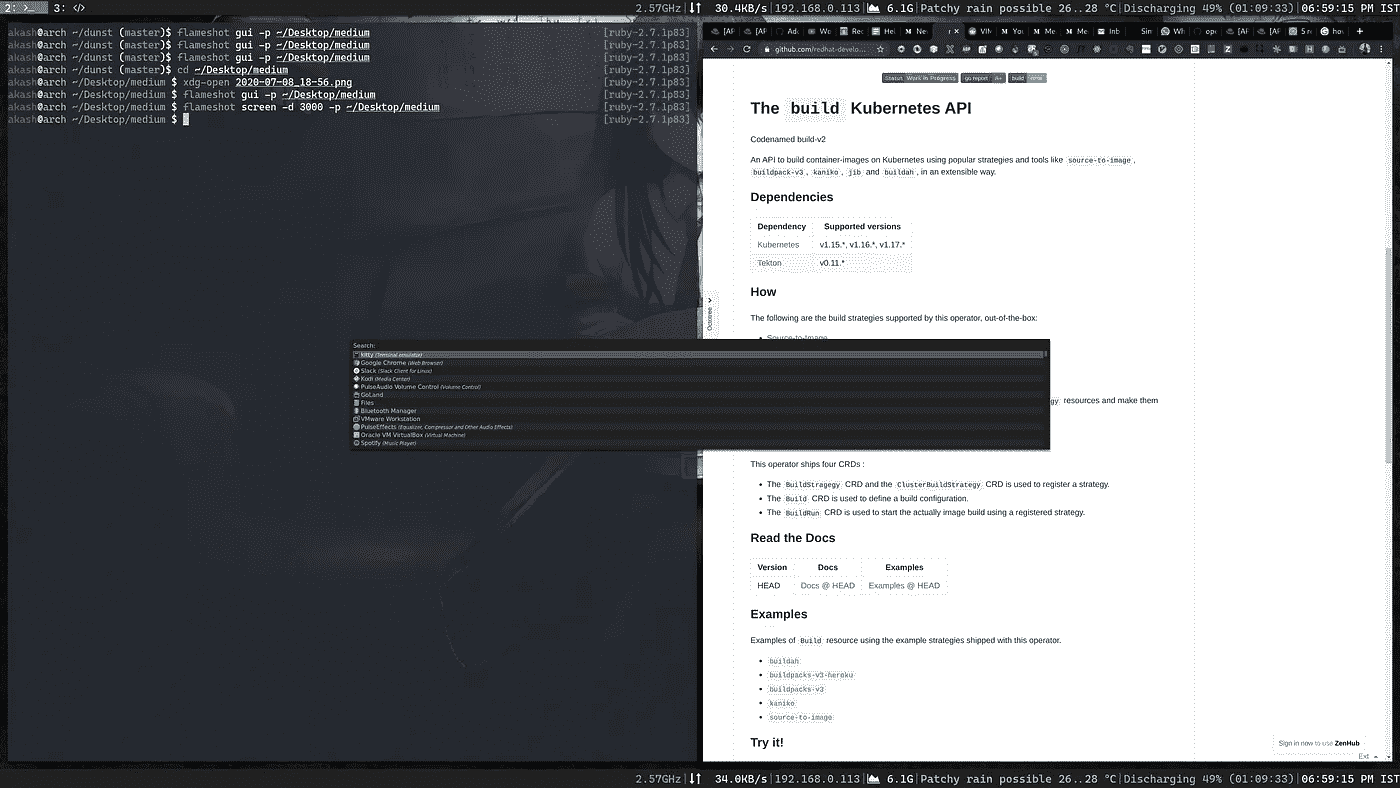 2: >_ 3: </>
2.57GHz 30.4KB/s 192.168.0.113 6.1G Patchy rain possible 26..28 °C Discharging 49% (01:09:33) 06:59:15 PM IST
akash@arch ~/dunst (master)$ flameshot gui -p ~/Desktop/medium [ruby-2.7.1p83]
akash@arch ~/dunst (master)$ flameshot gui -p ~/Desktop/medium [ruby-2.7.1p83]
akash@arch ~/dunst (master)$ flameshot gui -p ~/Desktop/medium [ruby-2.7.1p83]
akash@arch ~/dunst (master)$ cd ~/Desktop/medium [ruby-2.7.1p83]
akash@arch ~/Desktop/medium $ xdg-open 2020-07-08_18-56.png [ruby-2.7.1p83]
akash@arch ~/Desktop/medium $ flameshot gui -p ~/Desktop/medium [ruby-2.7.1p83]
akash@arch ~/Desktop/medium $ flameshot screen -d 3000 -p ~/Desktop/medium [ruby-2.7.1p83]
akash@arch ~/Desktop/medium $ [ruby-2.7.1p83]
github.com/redhat-develo...
Status Work in Progress go report A+ build
The build Kubernetes API
Codenamed build-v2
An API to build container-images on Kubernetes using popular strategies and tools like source-to-image,
buildpack-v3, kaniko, jib and buildah, in an extensible way.
Dependencies
Dependency Supported versions
Kubernetes v1.15.*, v1.16.*, v1.17.*
Tekton v0.11.*
How
The following are the build strategies supported by this operator, out-of-the-box:
Source-to-Image
Octotree
Search:
kitty (Terminal emulator)
Google Chrome (Web Browser)
Slack (Slack Client for Linux)
Kodi (Media Center)
PulseAudio Volume Control (Volume Control)
GoLand
Files
Bluetooth Manager
VMware Workstation
PulseEffects (Equalizer, Compressor and Other Audio Effects)
Oracle VM VirtualBox (Virtual Machine)
Spotify (Music Player)
gy resources and make them
This operator ships four CRDs :
The BuildStragegy CRD and the ClusterBuildStrategy CRD is used to register a strategy.
The Build CRD is used to define a build configuration.
The BuildRun CRD is used to start the actually image build using a registered strategy.
Read the Docs
Version Docs Examples
HEAD Docs @ HEAD Examples @ HEAD
Examples
Examples of Build resource using the example strategies shipped with this operator.
buildah
buildpacks-v3-heroku
buildpacks-v3
kaniko
source-to-image
Try it!
Sign in now to use ZenHub
Ext
2.57GHz 34.0KB/s 192.168.0.113 6.1G Patchy rain possible 26..28 °C Discharging 49% (01:09:33) 06:59:15 PM IST